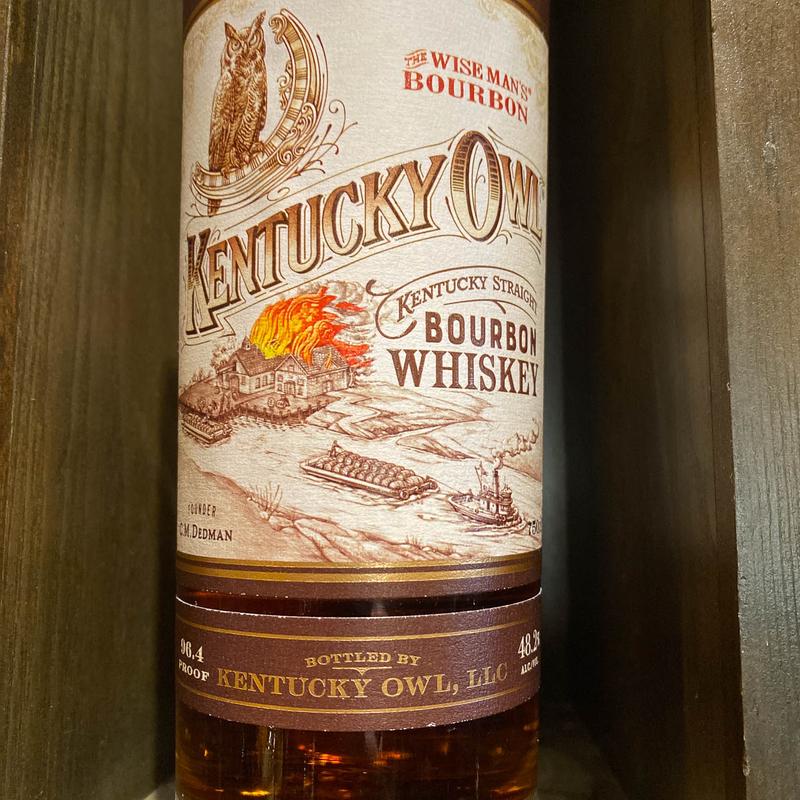 THE WISE MAN'S®
BOURBON
KENTUCKY OWL
KENTUCKY STRAIGHT
BOURBON
WHISKEY
FOUNDER
C.M. DEDMAN
96.4
PROOF
BOTTLED BY
KENTUCKY OWL, LLC
48.2%
ALC./VOL.